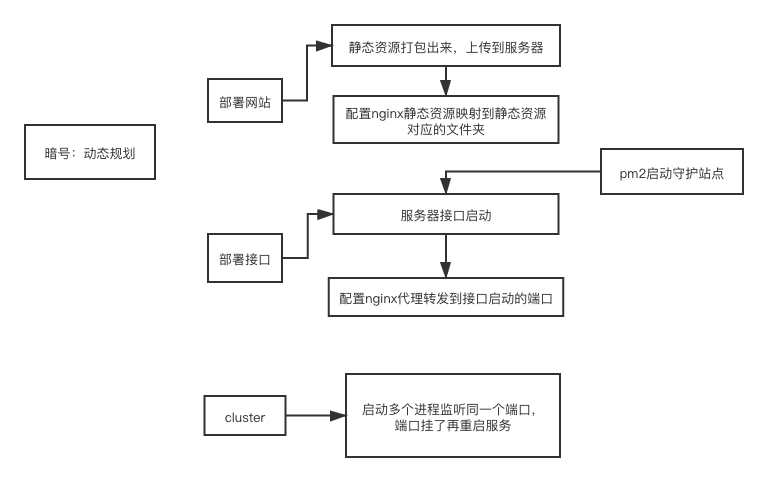 静态资源打包出来，上传到服务器
部署网站
配置nginx静态资源映射到静态资源
对应的文件夹
暗号：动态规划
pm2启动守护站点
服务器接口启动
部署接口
配置nginx代理转发到接口启动的端口
cluster
启动多个进程监听同一个端口，
端口挂了再重启服务